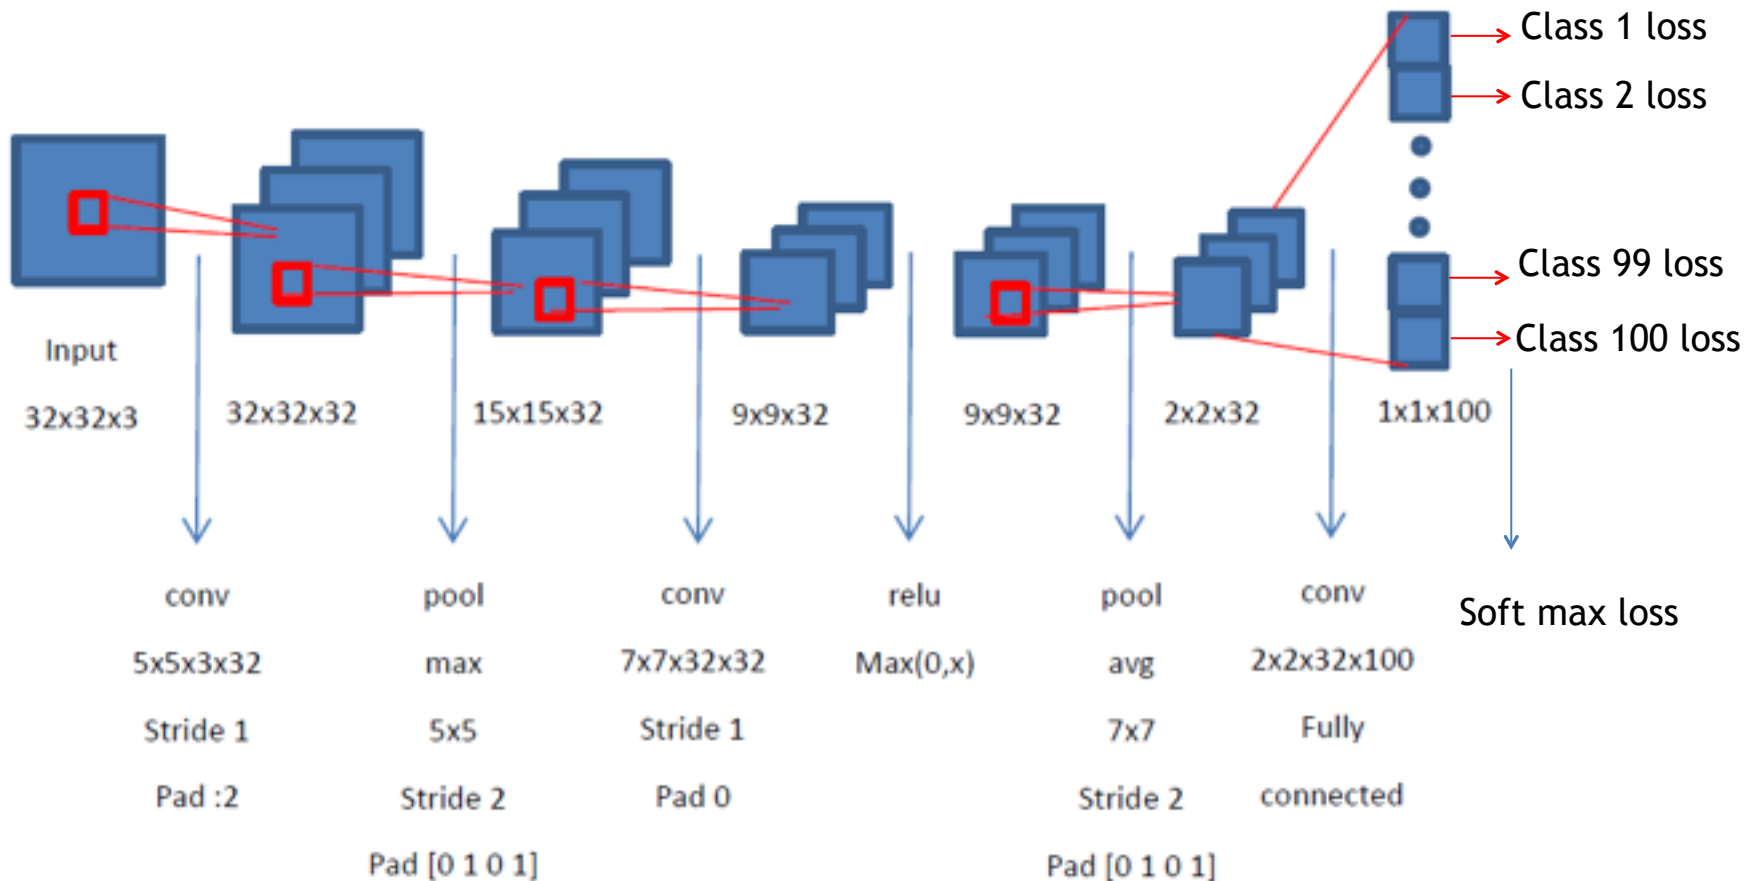 Class 1 loss
Class 2 loss
Class 99 loss
Class 100 loss
Input
32x32x3
32x32x32
15x15x32
9x9x32
9x9x32
2x2x32
1x1x100
conv
5x5x3x32
Stride 1
Pad :2
pool
max
5x5
Stride 2
Pad [0 1 0 1]
conv
7x7x32x32
Stride 1
Pad 0
relu
Max(0,x)
pool
avg
7x7
Stride 2
Pad [0 1 0 1]
conv
2x2x32x100
Fully
connected
Soft max loss